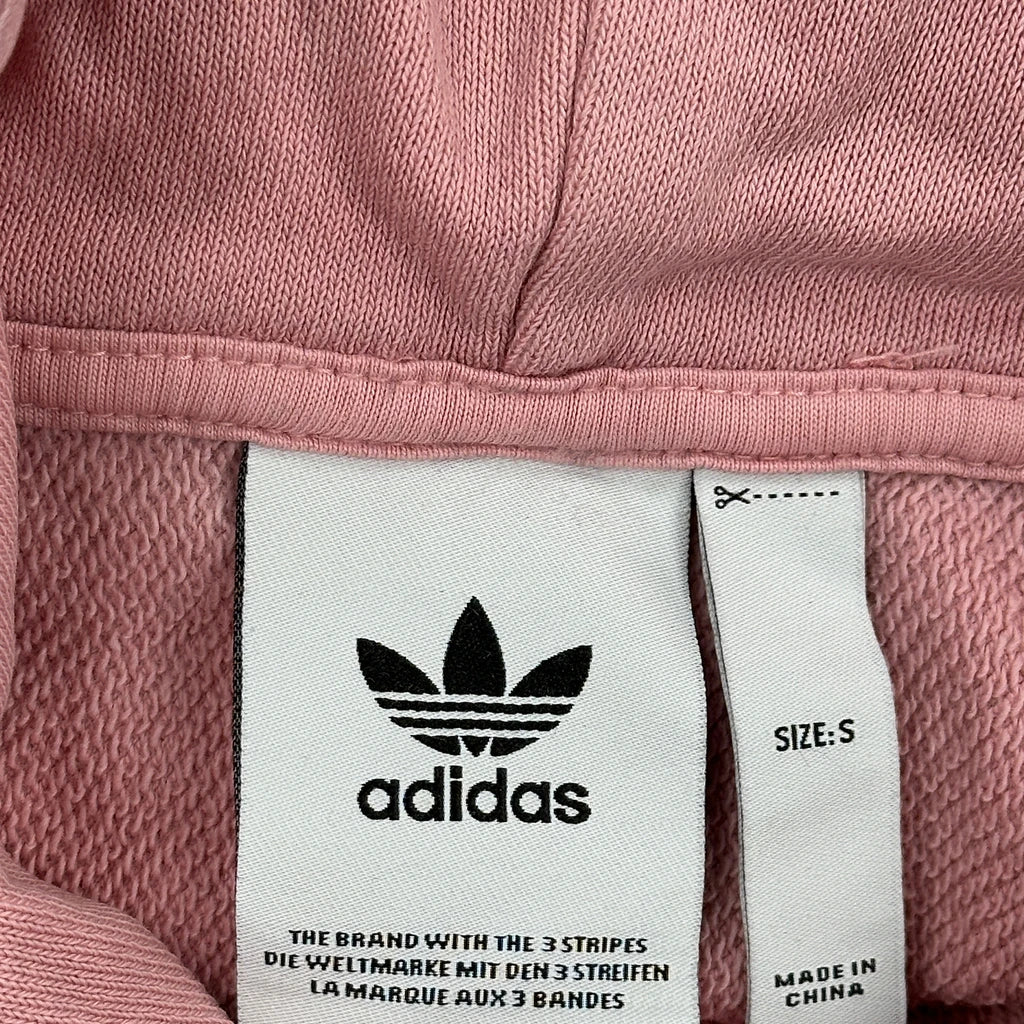 adidas
THE BRAND WITH THE 3 STRIPES
DIE WELTMARKE MIT DEN 3 STREIFEN
LA MARQUE AUX 3 BANDES
SIZE: S
MADE IN
CHINA